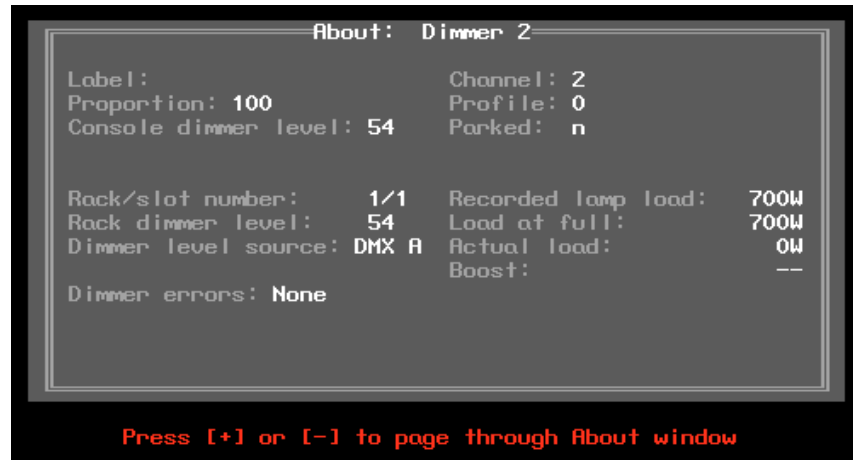 About: Dimmer 2
Label: Channel: 2
Proportion: 100 Profile: 0
Console dimmer level: 54 Parked: n
Rack/slot number: 1/1 Recorded lamp load: 700W
Rack dimmer level: 54 Load at full: 700W
Dimmer level source: DMX A Actual load: 0W
Boost: --
Dimmer errors: None
Press [+] or [-] to page through About window